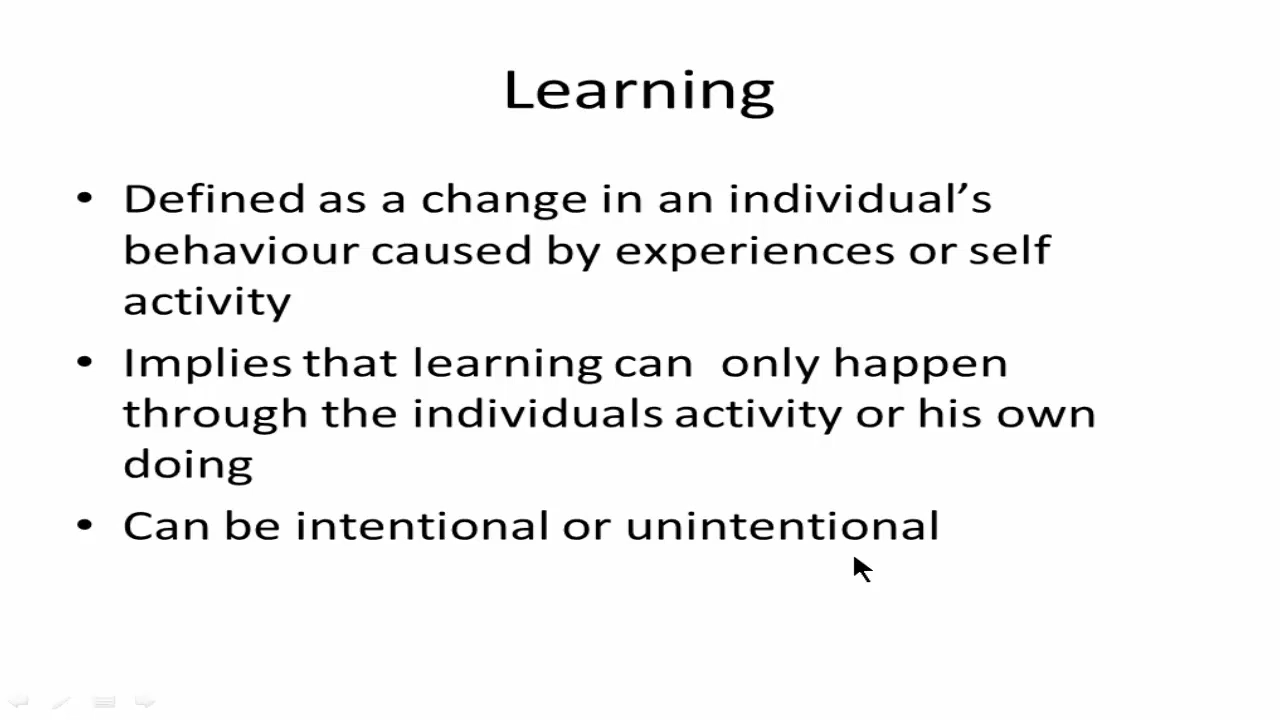 Learning
• Defined as a change in an individual’s
behaviour caused by experiences or self
activity
• Implies that learning can  only happen
through the individuals activity or his own
doing
• Can be intentional or unintentional